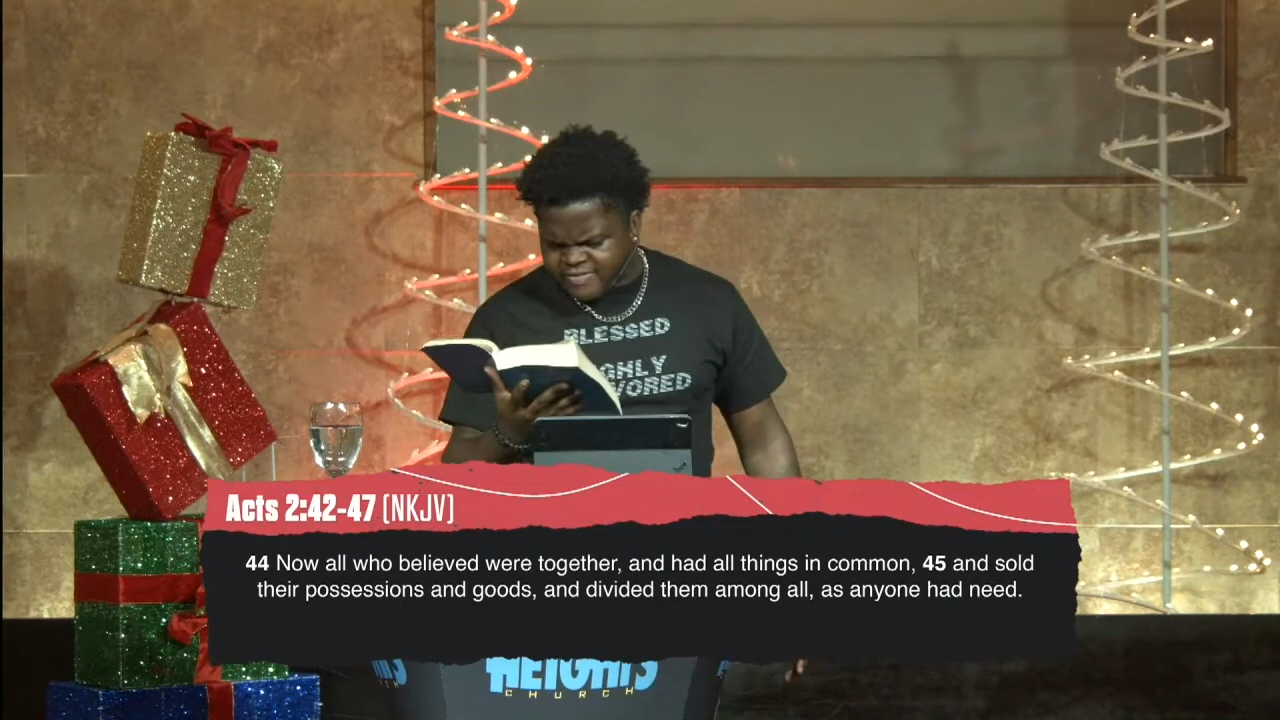 BLESSED
Acts 2:42-47 (NKJV)
44 Now all who believed were together, and had all things in common, 45 and sold
their possessions and goods, and divided them among all, as anyone had need.
HEIGHTS
CHURCH